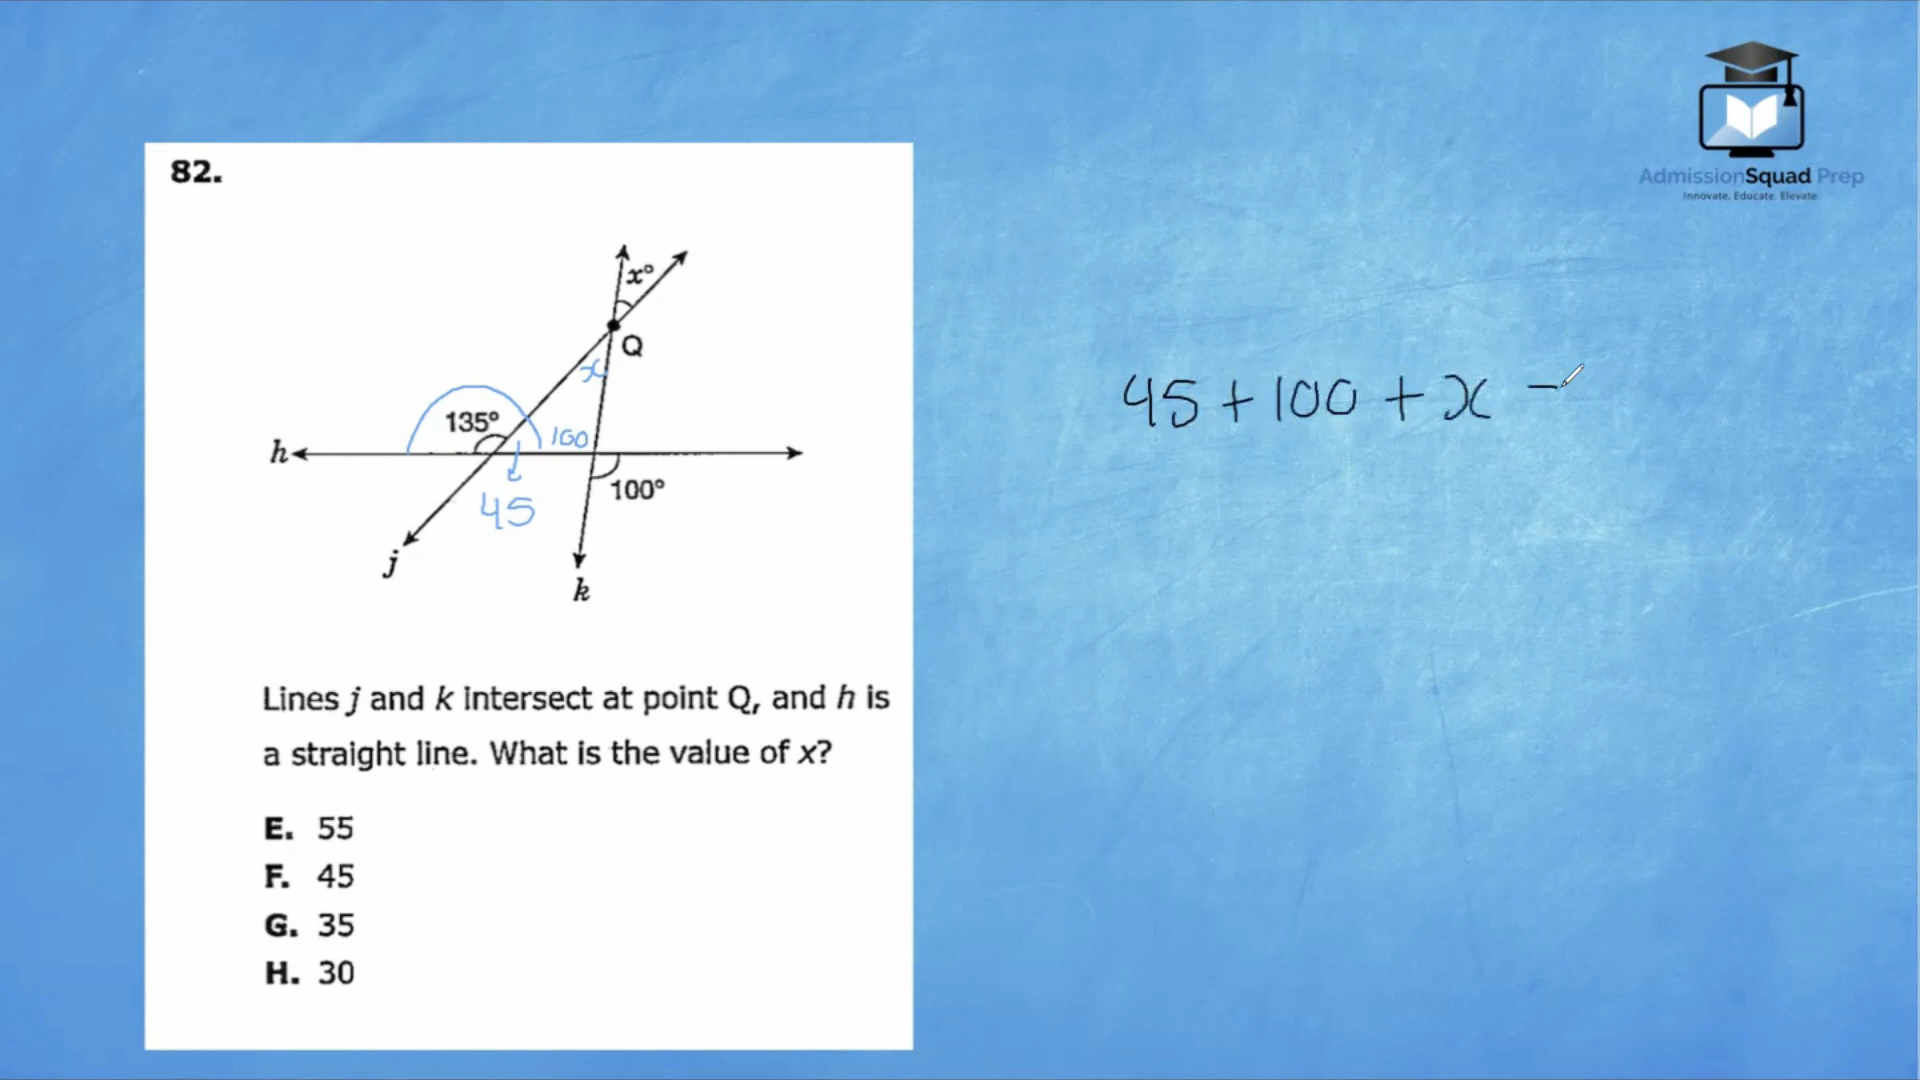 82.
AdmissionSquad Prep
Innovate. Educate. Elevate.
x°
Q
x
135°
100
h
100°
45
j
k
45 + 100 + x =
Lines j and k intersect at point Q, and h is
a straight line. What is the value of x?
E. 55
F. 45
G. 35
H. 30